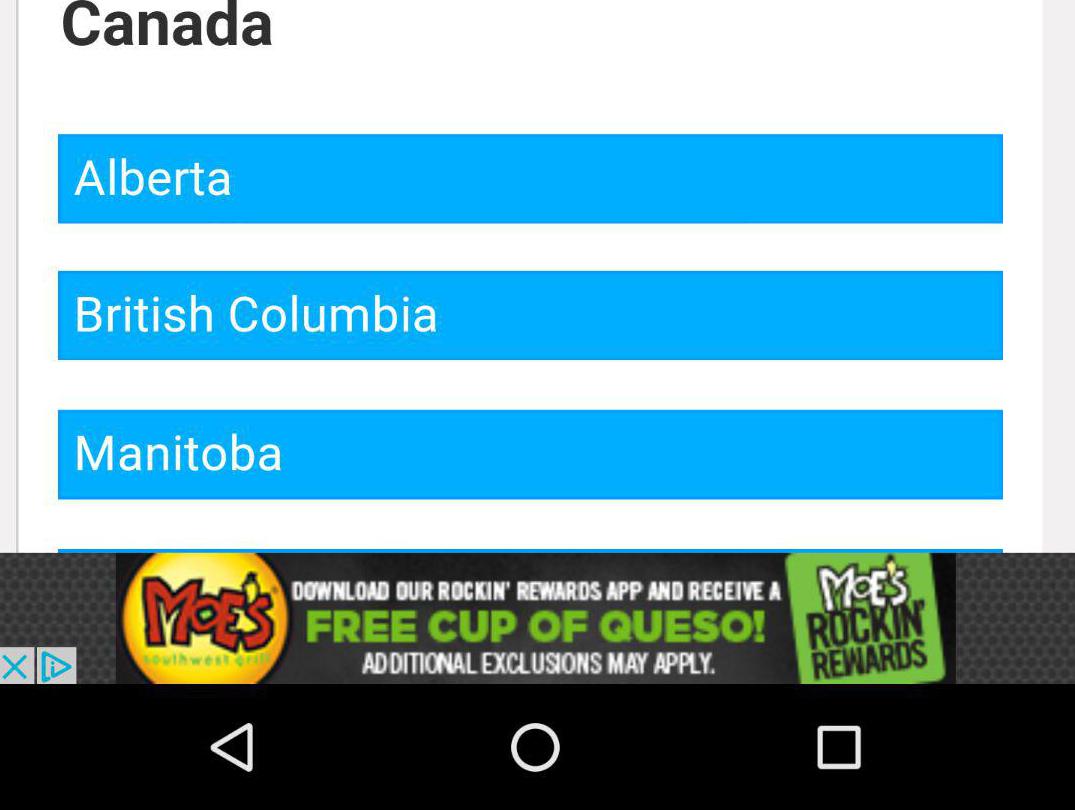 Canada
Alberta
British Columbia
Manitoba
MOE'S
southwest grill
DOWNLOAD OUR ROCKIN' REWARDS APP AND RECEIVE A
FREE CUP OF QUESO!
ADDITIONAL EXCLUSIONS MAY APPLY.
MOE'S
ROCKIN'
REWARDS